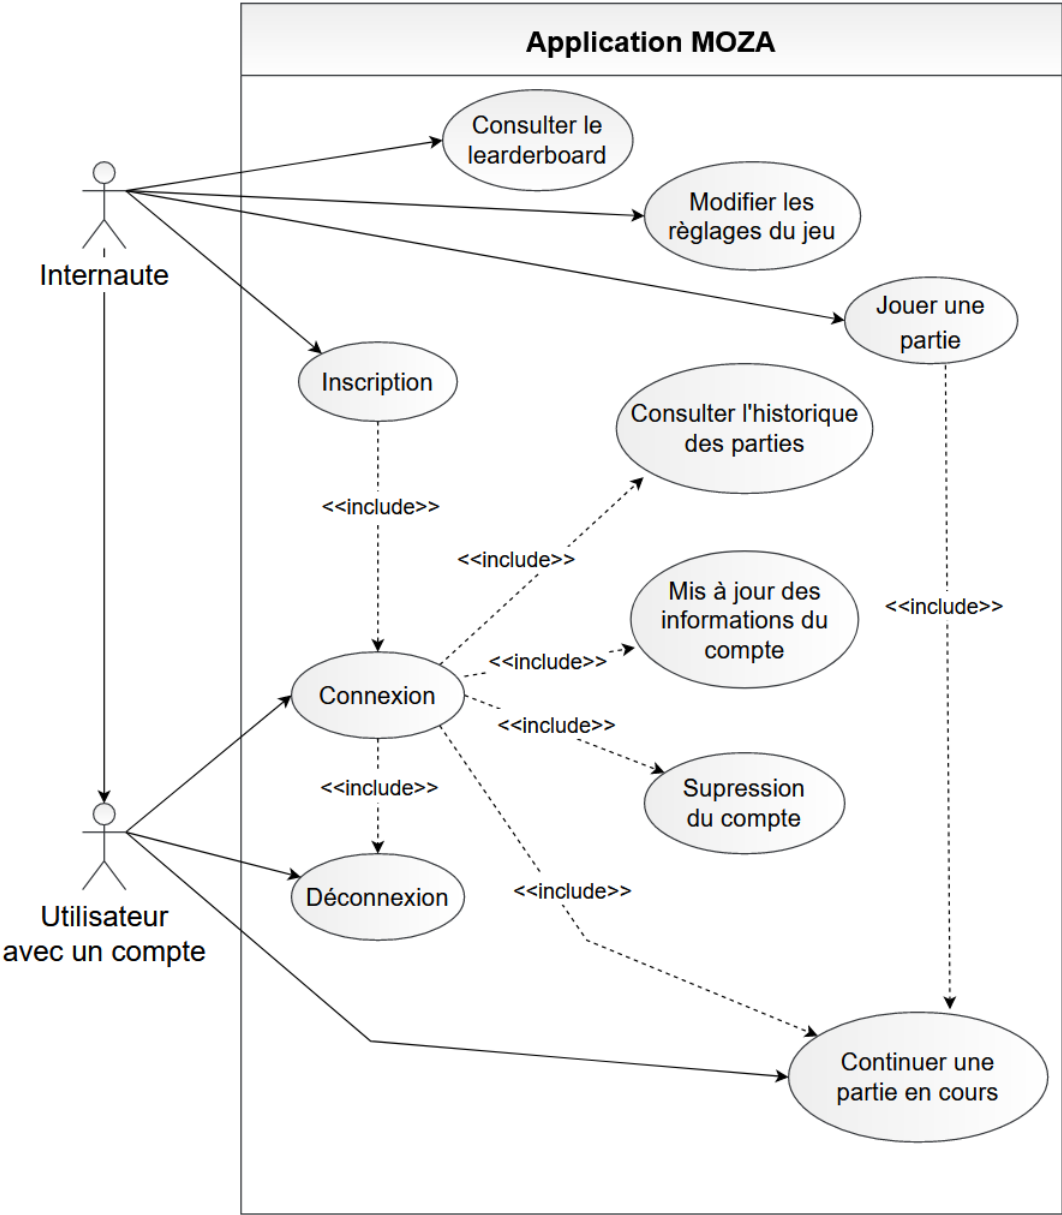 Application MOZA
Consulter le
learderboard
Modifier les
règlages du jeu
Internaute
Jouer une
partie
Inscription
Consulter l'historique
des parties
<<include>>
<<include>>
Mis à jour des
informations du
compte
<<include>>
<<include>>
Connexion
<<include>>
<<include>>
Supression
du compte
Déconnexion
<<include>>
Utilisateur
avec un compte
Continuer une
partie en cours